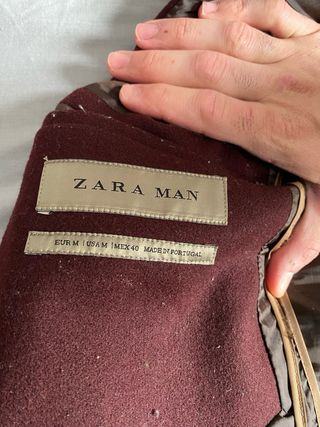 ZARA MAN
EUR M | USA M | MEX 40 MADE IN PORTUGAL